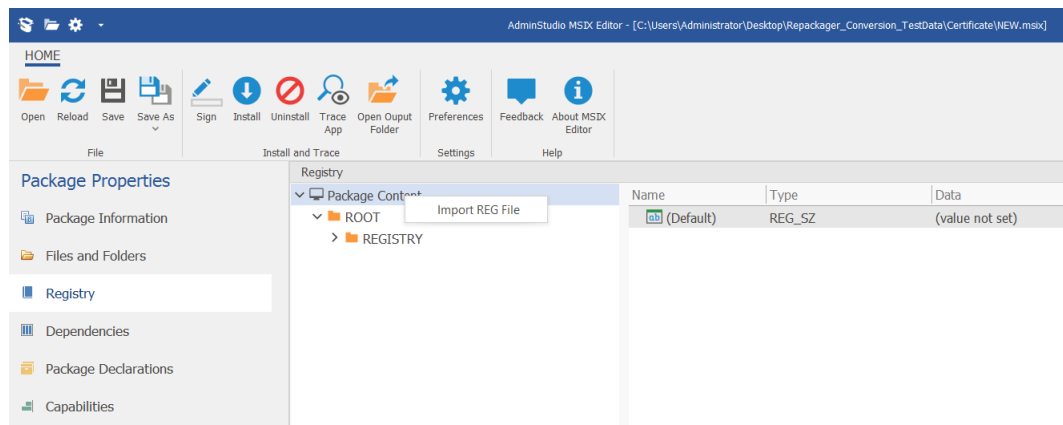 AdminStudio MSIX Editor - [C:\Users\Administrator\Desktop\Repackager_Conversion_TestData\Certificate\NEW.msix]
HOME
Open Reload Save Save As Sign Install Uninstall Trace App Open Ouput Folder Preferences Feedback About MSIX Editor
File Install and Trace Settings Help
Package Properties
Package Information
Files and Folders
Registry
Dependencies
Package Declarations
Capabilities
Registry
Package Content
Import REG File
ROOT
REGISTRY
Name Type Data
ab (Default) REG_SZ (value not set)